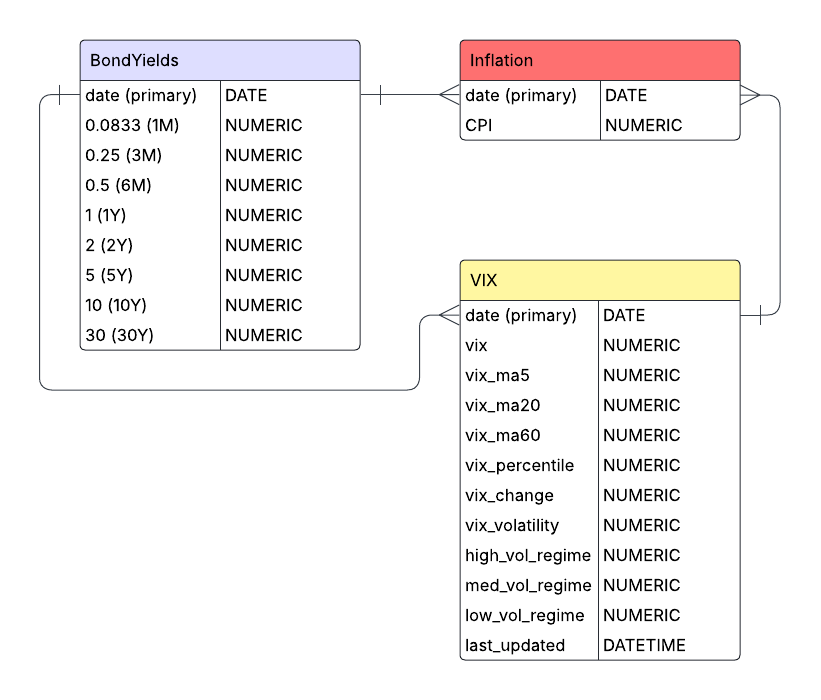 BondYields
date (primary) DATE
0.0833 (1M) NUMERIC
0.25 (3M) NUMERIC
0.5 (6M) NUMERIC
1 (1Y) NUMERIC
2 (2Y) NUMERIC
5 (5Y) NUMERIC
10 (10Y) NUMERIC
30 (30Y) NUMERIC
Inflation
date (primary) DATE
CPI NUMERIC
VIX
date (primary) DATE
vix NUMERIC
vix_ma5 NUMERIC
vix_ma20 NUMERIC
vix_ma60 NUMERIC
vix_percentile NUMERIC
vix_change NUMERIC
vix_volatility NUMERIC
high_vol_regime NUMERIC
med_vol_regime NUMERIC
low_vol_regime NUMERIC
last_updated DATETIME